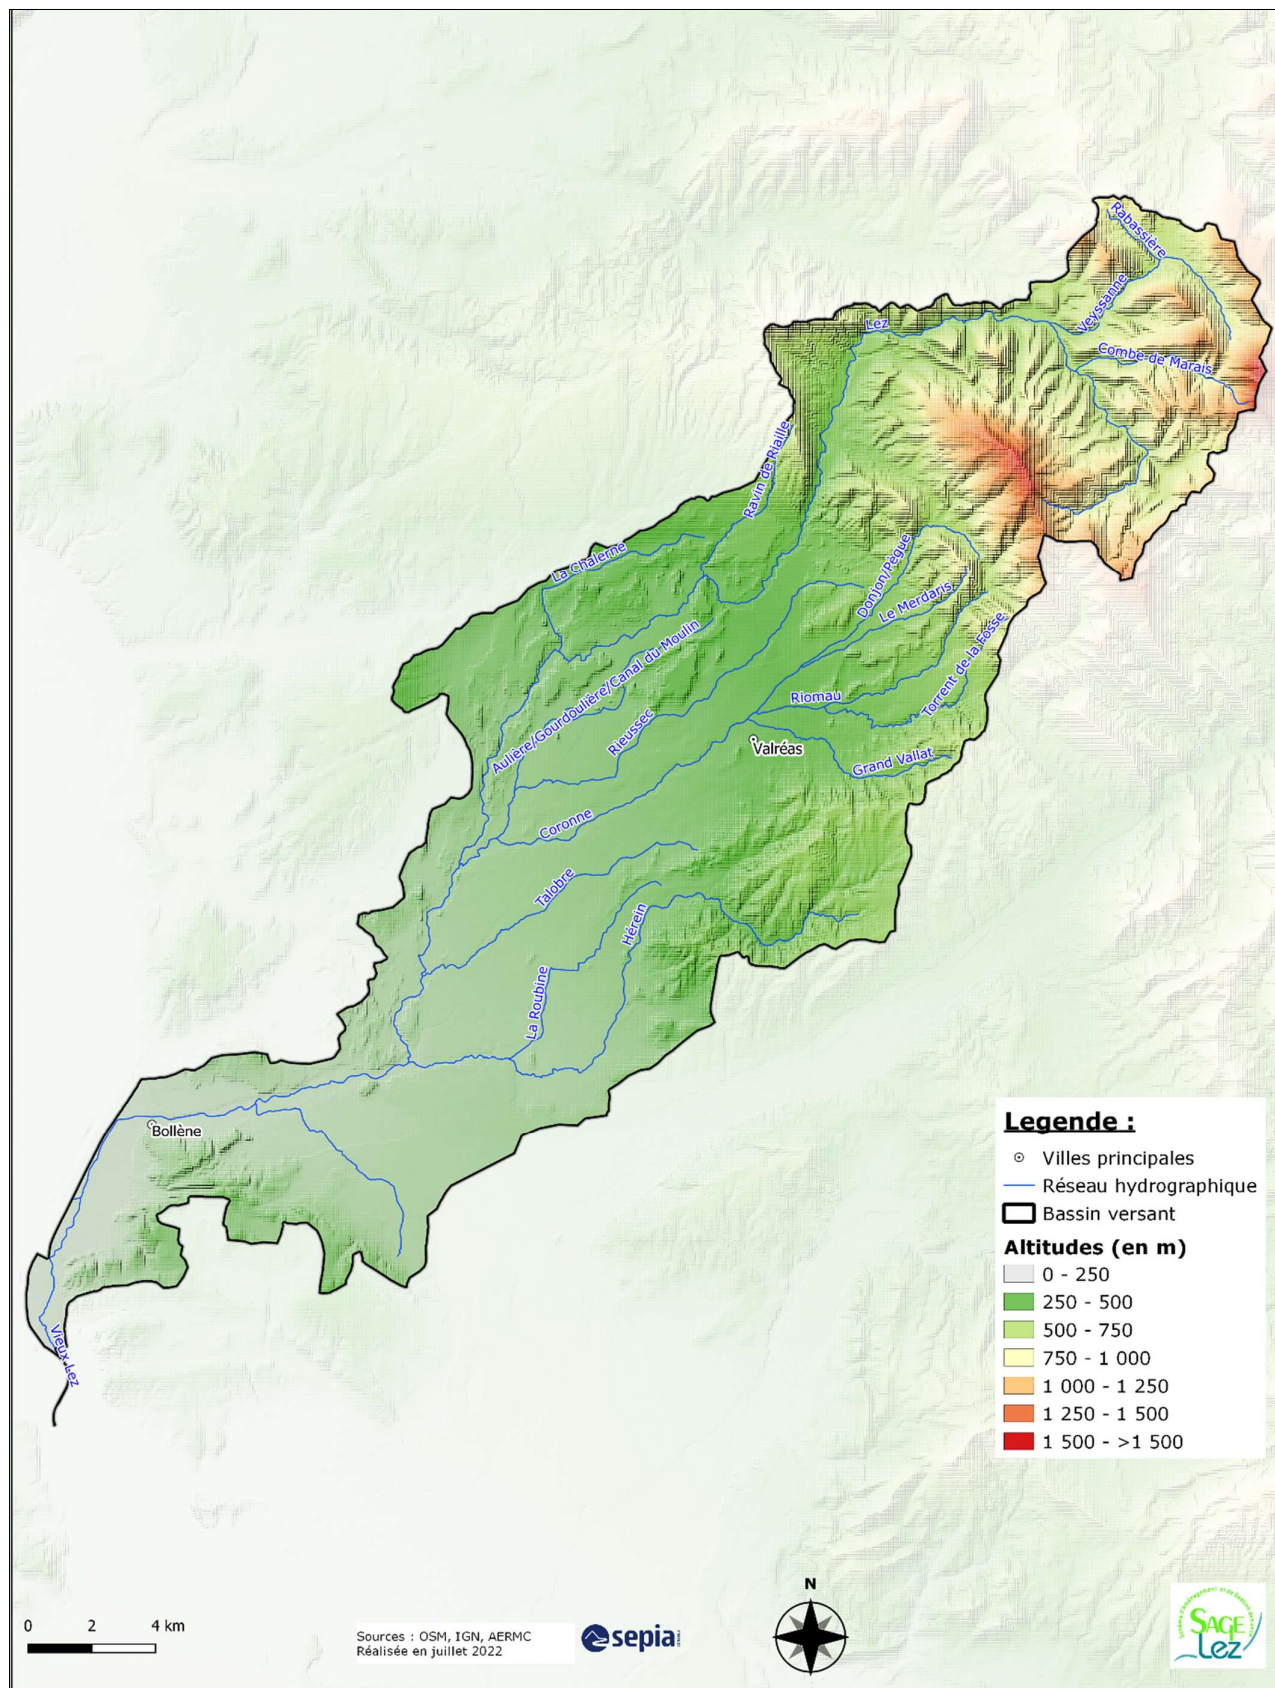 Rabassière
Veyssanne
Lez
Combe de Marais
Ravin de Riaille
La Chalerne
Donjon/Pègue
Le Merdaris
Aulière/Gourdoulière/Canal du Moulin
Torrent de la Fosse
Riomau
Rieussec
Valréas
Grand Vallat
Coronne
Talobre
Hérein
La Roubine
Bollène
Vieux Lez
Legende :
Villes principales
Réseau hydrographique
Bassin versant
Altitudes (en m)
0 - 250
250 - 500
500 - 750
750 - 1 000
1 000 - 1 250
1 250 - 1 500
1 500 - >1 500
N
0 2 4 km
Sources : OSM, IGN, AERMC
Réalisée en juillet 2022
sepia
SAGE
Lez